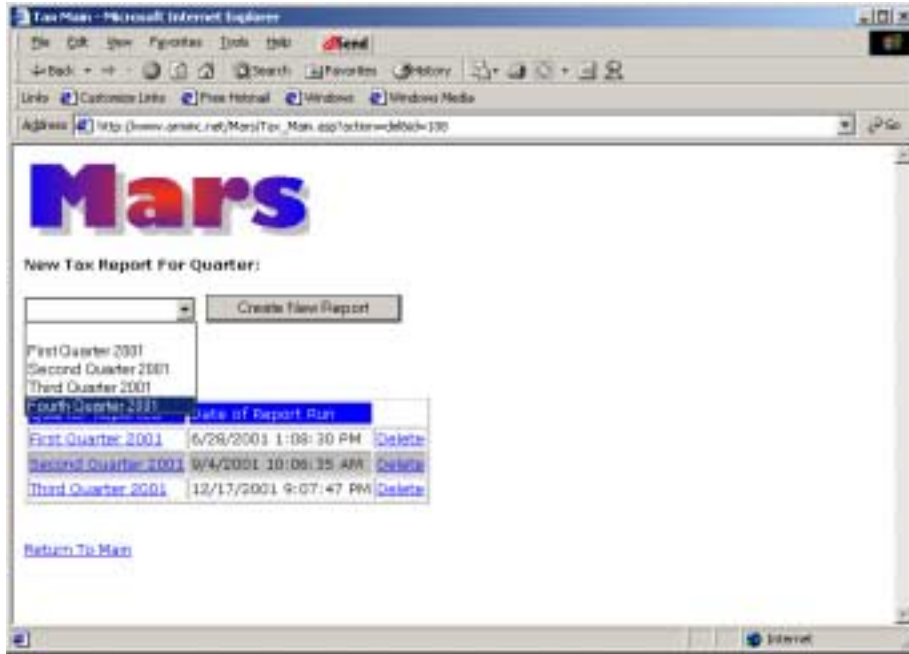 Tax Main - Microsoft Internet Explorer
File Edit View Favorites Tools Help Send
Back Search Favorites History
Links Customize Links Free Hotmail Windows Windows Media
Address Go
Mars
New Tax Report For Quarter:
Create New Report
First Quarter 2001
Second Quarter 2001
Third Quarter 2001
Fourth Quarter 2001
Date of Report Run
First Quarter 2001 6/28/2001 1:08:30 PM Delete
Second Quarter 2001 9/4/2001 10:06:35 AM Delete
Third Quarter 2001 12/17/2001 9:07:47 PM Delete
Return To Main
Internet